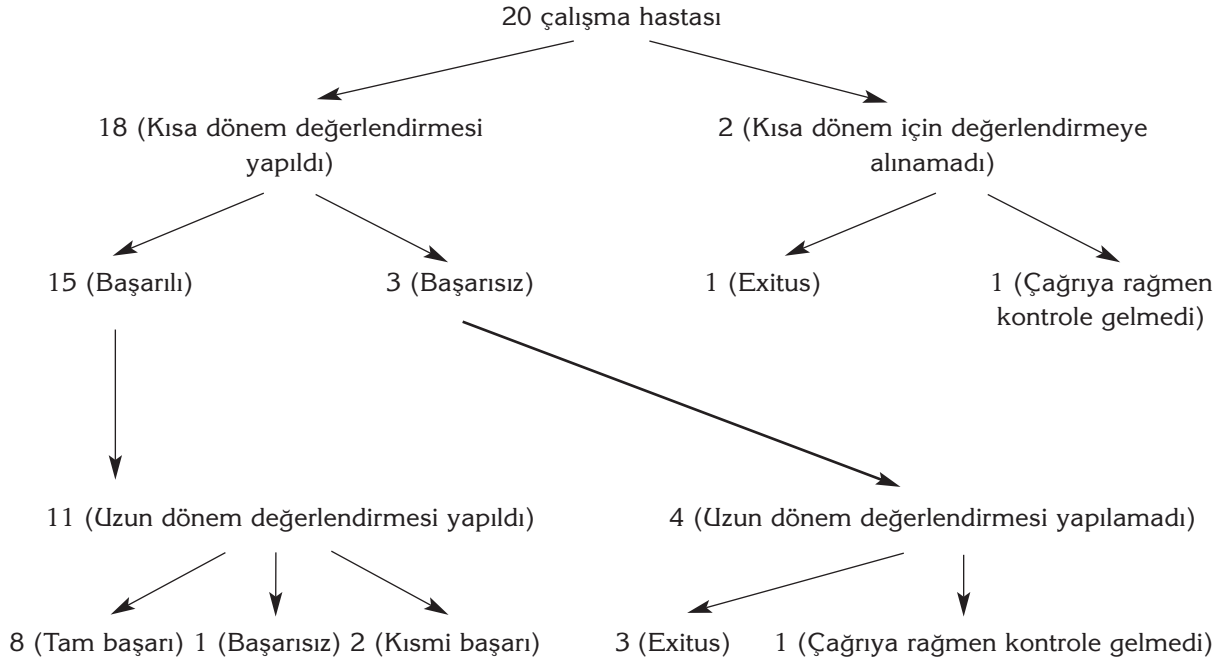 20 çalışma hastası
18 (Kısa dönem değerlendirmesi
yapıldı)
2 (Kısa dönem için değerlendirmeye
alınamadı)
15 (Başarılı)
3 (Başarısız)
1 (Exitus)
1 (Çağrıya rağmen
kontrole gelmedi)
11 (Uzun dönem değerlendirmesi yapıldı)
4 (Uzun dönem değerlendirmesi yapılamadı)
8 (Tam başarı) 1 (Başarısız) 2 (Kısmi başarı)
3 (Exitus)
1 (Çağrıya rağmen kontrole gelmedi)